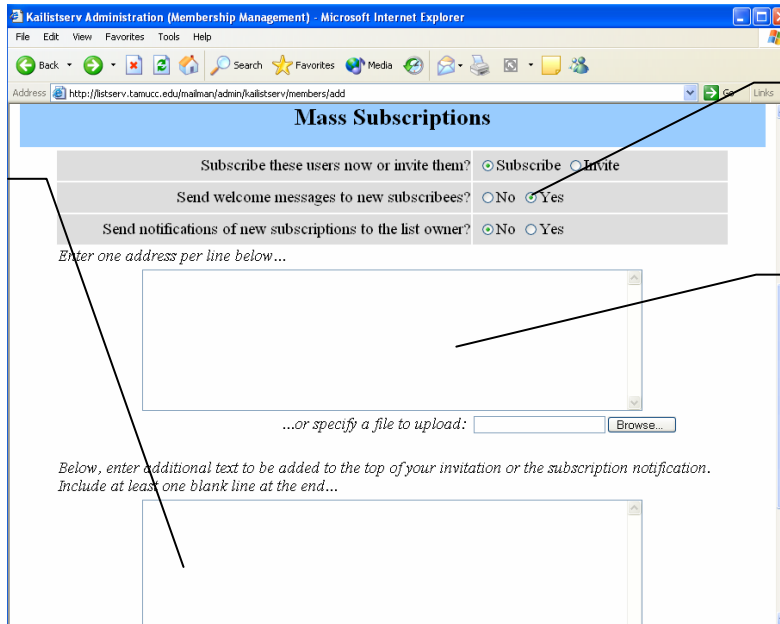 Kailistserv Administration (Membership Management) - Microsoft Internet Explorer
File Edit View Favorites Tools Help
Back Search Favorites Media
Address http://listserv.tamucc.edu/mailman/admin/kailistserv/members/add Go Links
Mass Subscriptions
Subscribe these users now or invite them? Subscribe Invite
Send welcome messages to new subscribees? No Yes
Send notifications of new subscriptions to the list owner? No Yes
Enter one address per line below...
...or specify a file to upload: Browse...
Below, enter additional text to be added to the top of your invitation or the subscription notification.
Include at least one blank line at the end...